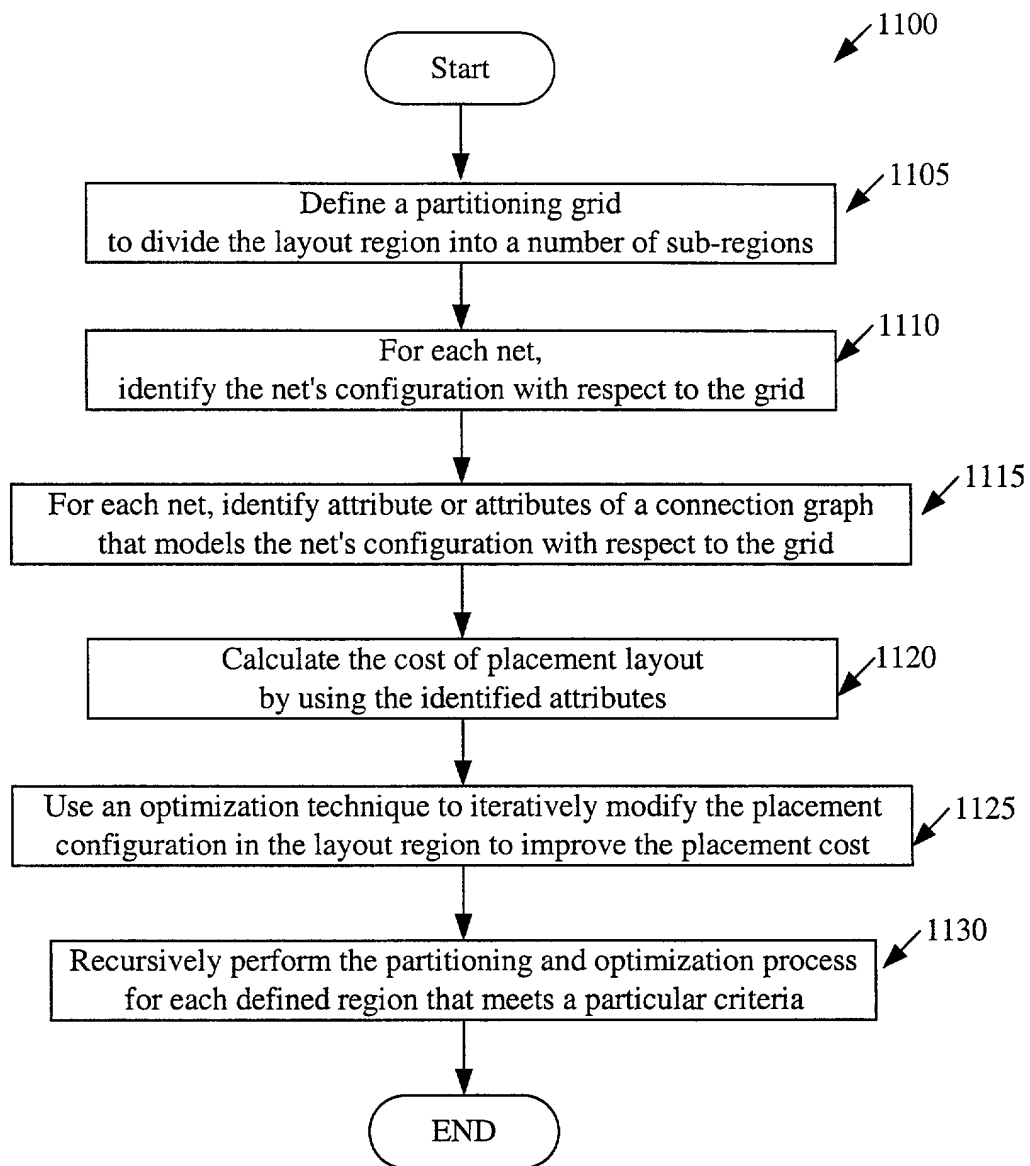 1100
Start
1105
Define a partitioning grid
to divide the layout region into a number of sub-regions
1110
For each net,
identify the net's configuration with respect to the grid
1115
For each net, identify attribute or attributes of a connection graph
that models the net's configuration with respect to the grid
1120
Calculate the cost of placement layout
by using the identified attributes
1125
Use an optimization technique to iteratively modify the placement
configuration in the layout region to improve the placement cost
1130
Recursively perform the partitioning and optimization process
for each defined region that meets a particular criteria
END